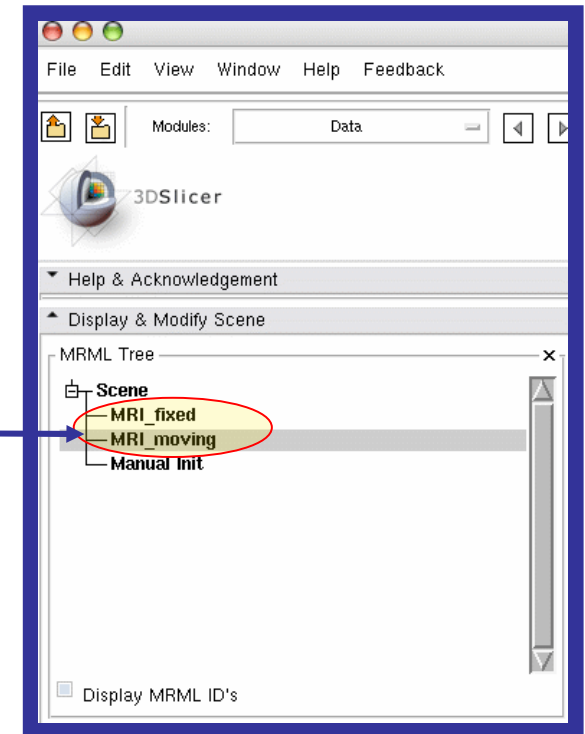 File Edit View Window Help Feedback
Modules: Data
3DSlicer
Help & Acknowledgement
Display & Modify Scene
MRML Tree
Scene
MRI_fixed
MRI_moving
Manual Init
Display MRML ID's